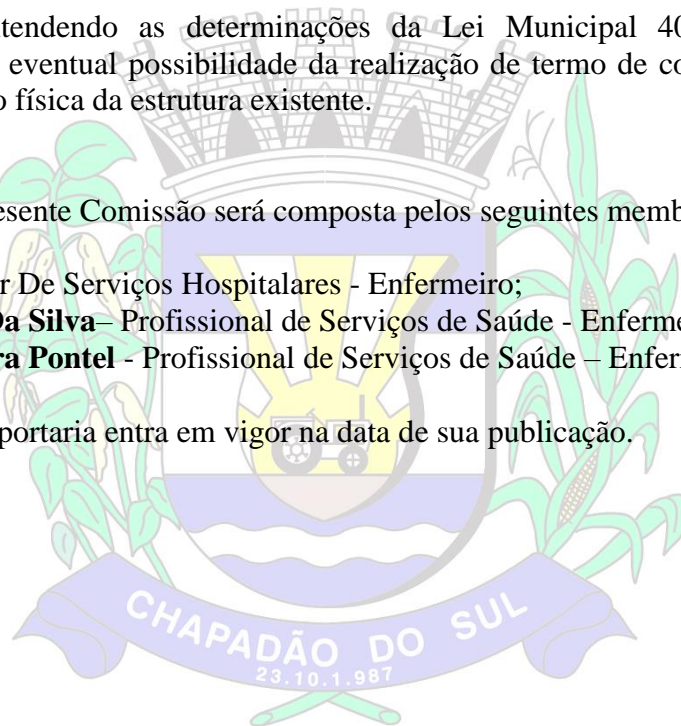 tendendo as determinações da Lei Municipal 40
eventual possibilidade da realização de termo de co
o física da estrutura existente.
esente Comissão será composta pelos seguintes memb
r De Serviços Hospitalares - Enfermeiro;
Da Silva– Profissional de Serviços de Saúde - Enferme
ra Pontel - Profissional de Serviços de Saúde – Enfer
portaria entra em vigor na data de sua publicação.
CHAPADÃO DO SUL
23.10.1.987